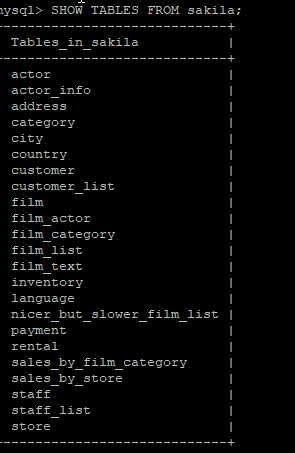 mysql> SHOW TABLES FROM sakila;
-----------------------------+
Tables_in_sakila |
-----------------------------+
actor |
actor_info |
address |
category |
city |
country |
customer |
customer_list |
film |
film_actor |
film_category |
film_list |
film_text |
inventory |
language |
nicer_but_slower_film_list |
payment |
rental |
sales_by_film_category |
sales_by_store |
staff |
staff_list |
store |
-----------------------------+